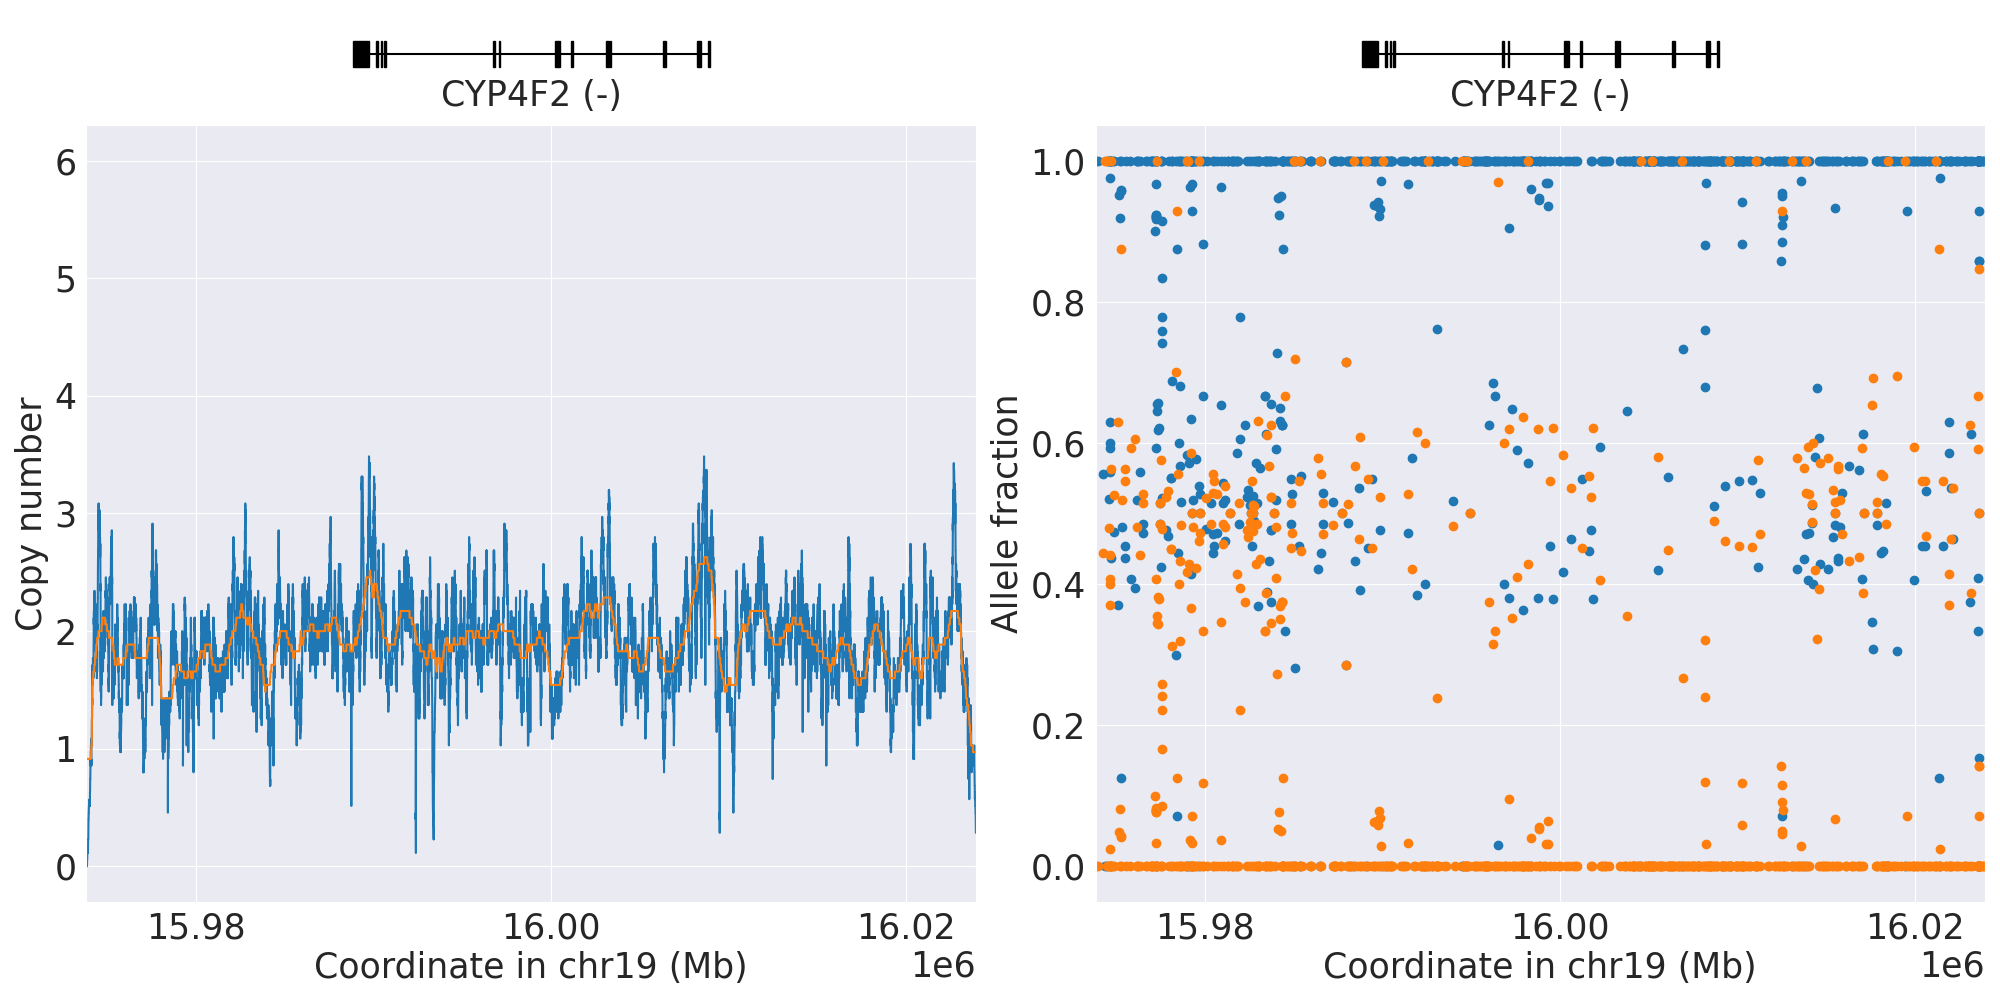 CYP4F2 (-)
6
5
4
3
2
1
0
Copy number
15.98
16.00
16.02
Coordinate in chr19 (Mb)
1e6
CYP4F2 (-)
1.0
0.8
0.6
0.4
0.2
0.0
Allele fraction
15.98
16.00
16.02
Coordinate in chr19 (Mb)
1e6